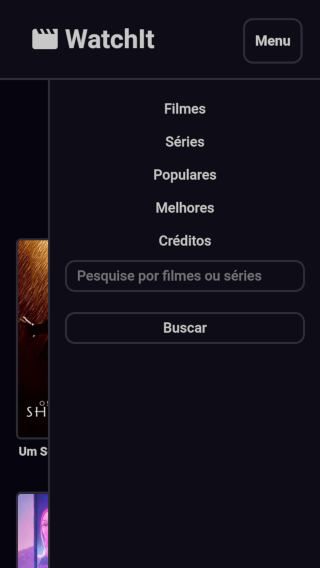 WatchIt
Menu
Filmes
Séries
Populares
Melhores
Créditos
Pesquise por filmes ou séries
Buscar
SH
Um S